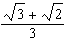 (√3 + √2)/3